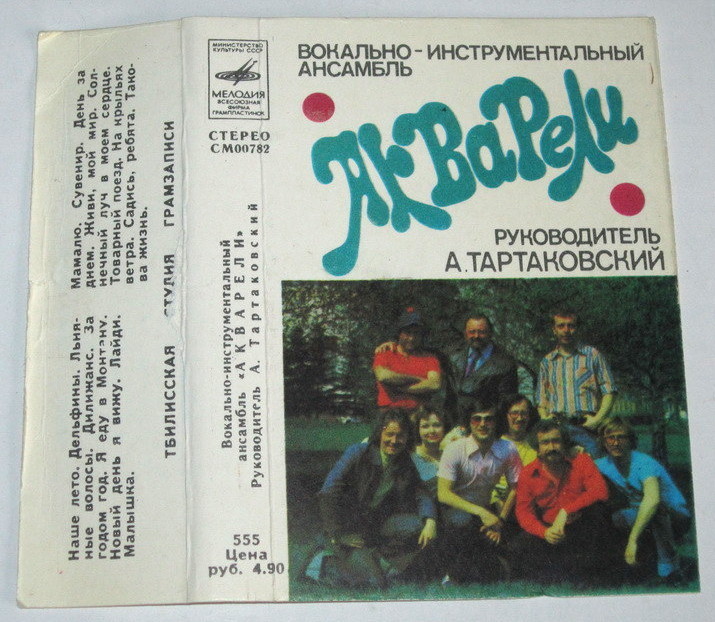 ВОКАЛЬНО-ИНСТРУМЕНТАЛЬНЫЙ
АНСАМБЛЬ
АКВАРЕЛИ
РУКОВОДИТЕЛЬ
А.ТАРТАКОВСКИЙ
МИНИСТЕРСТВО
КУЛЬТУРЫ СССР
МЕЛОДИЯ
ВСЕСОЮЗНАЯ
ФИРМА
ГРАМПЛАСТИНОК
СТЕРЕО
СМ00782
Вокально-инструментальный
ансамбль «АКВАРЕЛИ»
Руководитель А. Тартаковский
555
Цена
руб. 4.90
ТБИЛИССКАЯ СТУДИЯ ГРАМЗАПИСИ
Наше лето. Дельфины. Льня-
ные волосы. Дилижанс. За
годом год. Я еду в Монтэну.
Новый день я вижу. Лайди.
Малышка.
Мамалю. Сувенир. День за
днем. Живи, мой мир. Сол-
нечный луч в моем сердце.
Товарный поезд. На крыльях
ветра. Садись, ребята. Тако-
ва жизнь.